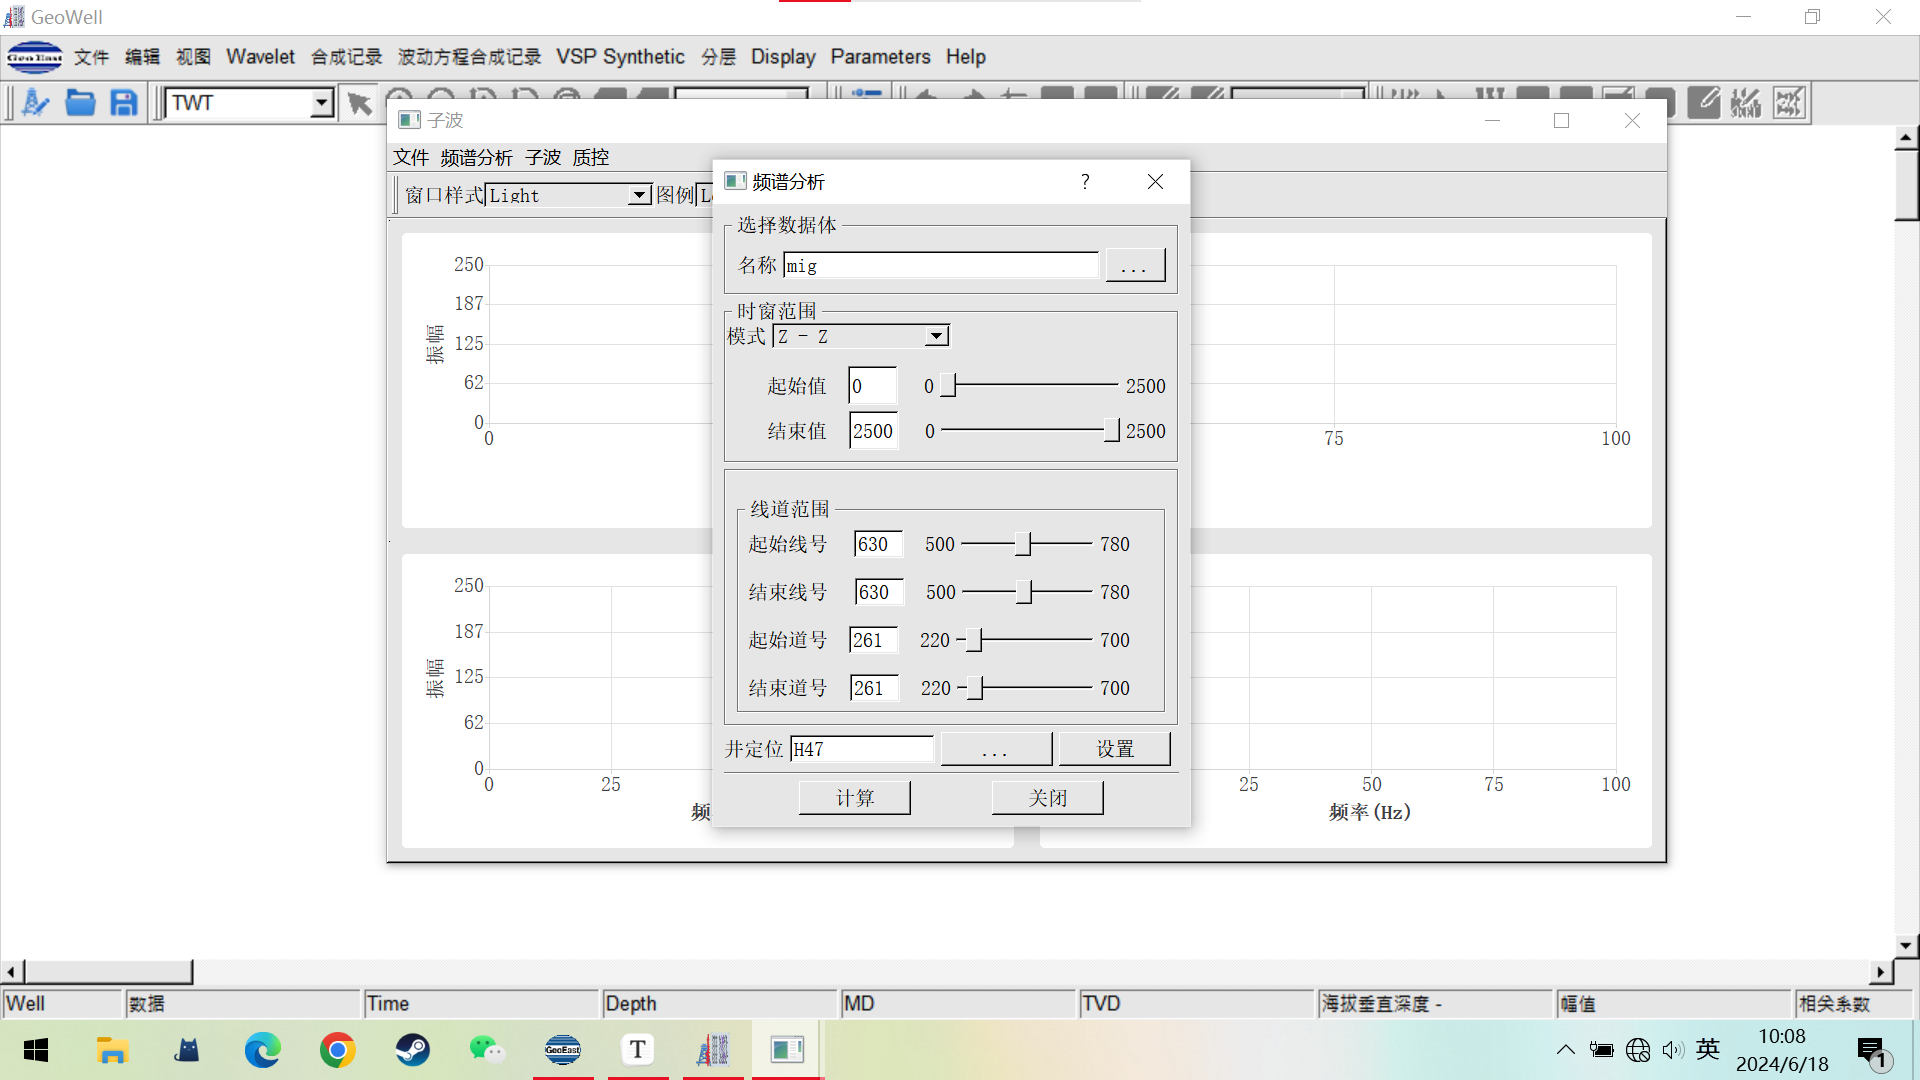 GeoWell
GeoEast 文件 编辑 视图 Wavelet 合成记录 波动方程合成记录 VSP Synthetic 分层 Display Parameters Help
TWT
子波
文件 频谱分析 子波 质控
窗口样式 Light 图例
频谱分析 ?
选择数据体
名称 mig ...
时窗范围
模式 Z - Z
起始值 0 0 2500
结束值 2500 0 2500
线道范围
起始线号 630 500 780
结束线号 630 500 780
起始道号 261 220 700
结束道号 261 220 700
井定位 H47 ... 设置
计算 关闭
250
187
振幅 125
62
0
0 75 100
250
187
振幅 125
62
0
0 25 25 50 75 100
频 频率(Hz)
Well 数据 Time Depth MD TVD 海拔垂直深度 - 幅值 相关系数
GeoEast T 英 10:08
2024/6/18 1